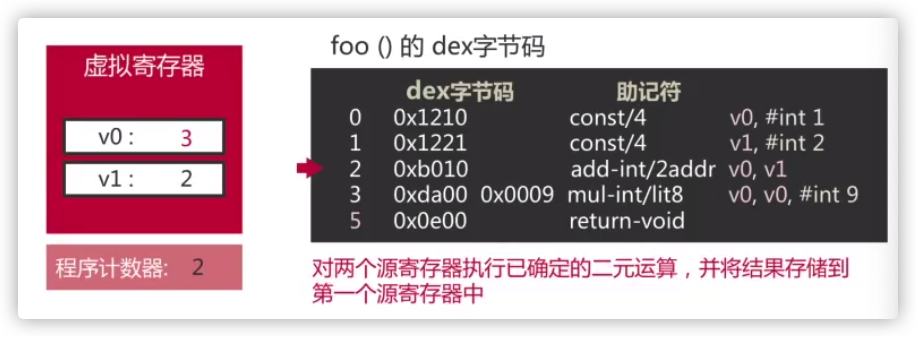 虚拟寄存器
v0 : 3
v1 : 2
程序计数器: 2
foo () 的 dex字节码
dex字节码 助记符
0 0x1210 const/4 v0, #int 1
1 0x1221 const/4 v1, #int 2
2 0xb010 add-int/2addr v0, v1
3 0xda00 0x0009 mul-int/lit8 v0, v0, #int 9
5 0x0e00 return-void
对两个源寄存器执行已确定的二元运算，并将结果存储到
第一个源寄存器中